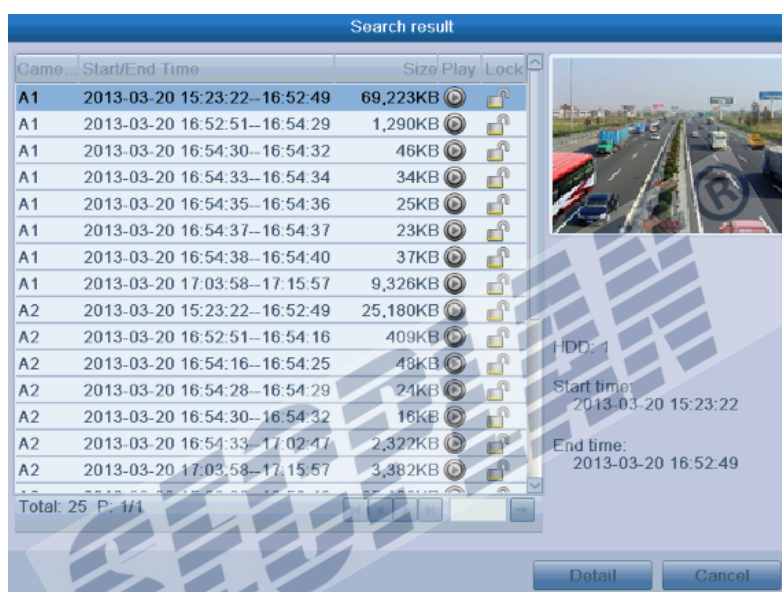 Search result
Came... Start/End Time Size Play Lock
A1 2013-03-20 15:23:22--16:52:49 69,223KB
A1 2013-03-20 16:52:51--16:54:29 1,290KB
A1 2013-03-20 16:54:30--16:54:32 46KB
A1 2013-03-20 16:54:33--16:54:34 34KB
A1 2013-03-20 16:54:35--16:54:36 25KB
A1 2013-03-20 16:54:37--16:54:37 23KB
A1 2013-03-20 16:54:38--16:54:40 37KB
A1 2013-03-20 17:03:58--17:15:57 9,326KB
A2 2013-03-20 15:23:22--16:52:49 25,180KB
A2 2013-03-20 16:52:51--16:54:16 409KB
A2 2013-03-20 16:54:16--16:54:25 48KB
A2 2013-03-20 16:54:28--16:54:29 24KB
A2 2013-03-20 16:54:30--16:54:32 16KB
A2 2013-03-20 16:54:33--17:02:47 2,322KB
A2 2013-03-20 17:03:58--17:15:57 3,382KB
Total: 25 P: 1/1
HDD: 1
Start time:
2013-03-20 15:23:22
End time:
2013-03-20 16:52:49
Detail Cancel
®